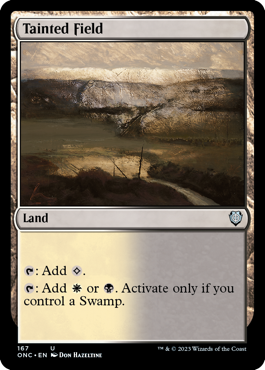 Tainted Field
Land
: Add .
: Add or . Activate only if you
control a Swamp.
167 U
ONC • EN Don Hazeltine ™ & © 2023 Wizards of the Coast